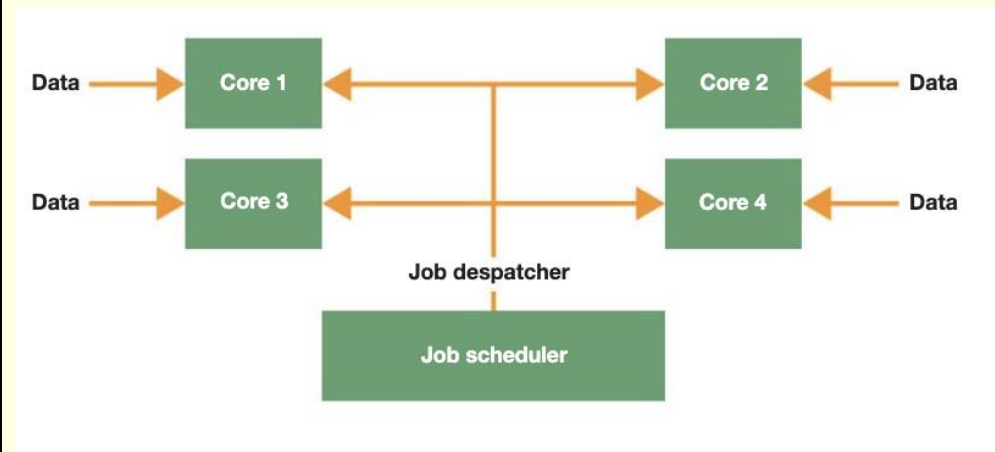 Data Core 1 Core 2 Data
Data Core 3 Core 4 Data
Job despatcher
Job scheduler